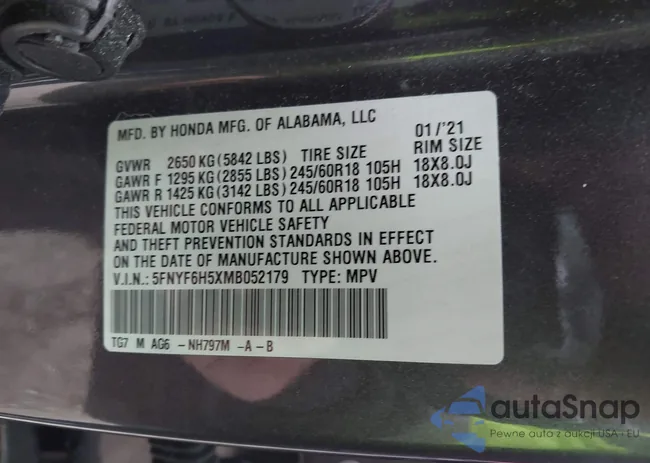 MFD. BY HONDA MFG. OF ALABAMA, LLC 01/'21
GVWR 2650 KG (5842 LBS) TIRE SIZE RIM SIZE
GAWR F 1295 KG (2855 LBS) 245/60R18 105H 18X8.0J
GAWR R 1425 KG (3142 LBS) 245/60R18 105H 18X8.0J
THIS VEHICLE CONFORMS TO ALL APPLICABLE
FEDERAL MOTOR VEHICLE SAFETY
AND THEFT PREVENTION STANDARDS IN EFFECT
ON THE DATE OF MANUFACTURE SHOWN ABOVE.
V.I.N.: 5FNYF6H5XMB052179 TYPE: MPV
TG7 M AG6 -NH797M -A -B
autaSnap
Pewne auta z aukcji USA i EU